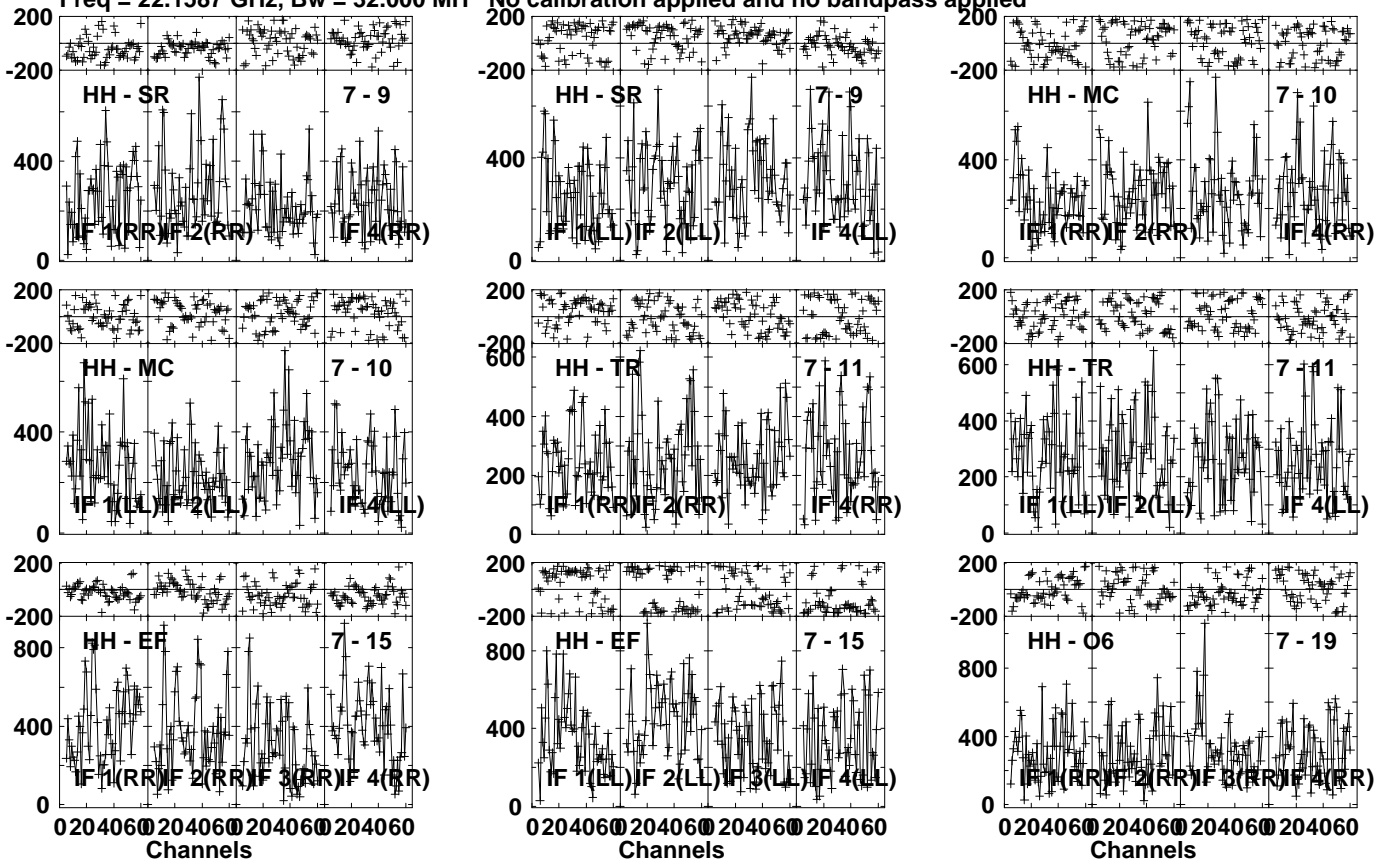 Freq = 22.1587 GHz, Bw = 32.000 MH No calibration applied and no bandpass applied
200
-200
HH - SR 7 - 9
400
0
IF 1(RR) IF 2(RR) IF 4(RR)
200
-200
HH - SR 7 - 9
400
0
IF 1(LL) IF 2(LL) IF 4(LL)
200
-200
HH - MC 7 - 10
400
0
IF 1(RR) IF 2(RR) IF 4(RR)
200
-200
HH - MC 7 - 10
400
0
IF 1(LL) IF 2(LL) IF 4(LL)
200
-200
600
HH - TR 7 - 11
400
200
0
IF 1(RR) IF 2(RR) IF 4(RR)
200
-200
600
HH - TR 7 - 11
400
200
0
IF 1(LL) IF 2(LL) IF 4(LL)
200
-200
800
HH - EF 7 - 15
400
0
IF 1(RR) IF 2(RR) IF 3(RR) IF 4(RR)
0 20 40 60 0 20 40 60 0 20 40 60 0 20 40 60
Channels
200
-200
800
HH - EF 7 - 15
400
0
IF 1(LL) IF 2(LL) IF 3(LL) IF 4(LL)
0 20 40 60 0 20 40 60 0 20 40 60 0 20 40 60
Channels
200
-200
HH - O6 7 - 19
800
400
0
IF 1(RR) IF 2(RR) IF 3(RR) IF 4(RR)
0 20 40 60 0 20 40 60 0 20 40 60 0 20 40 60
Channels